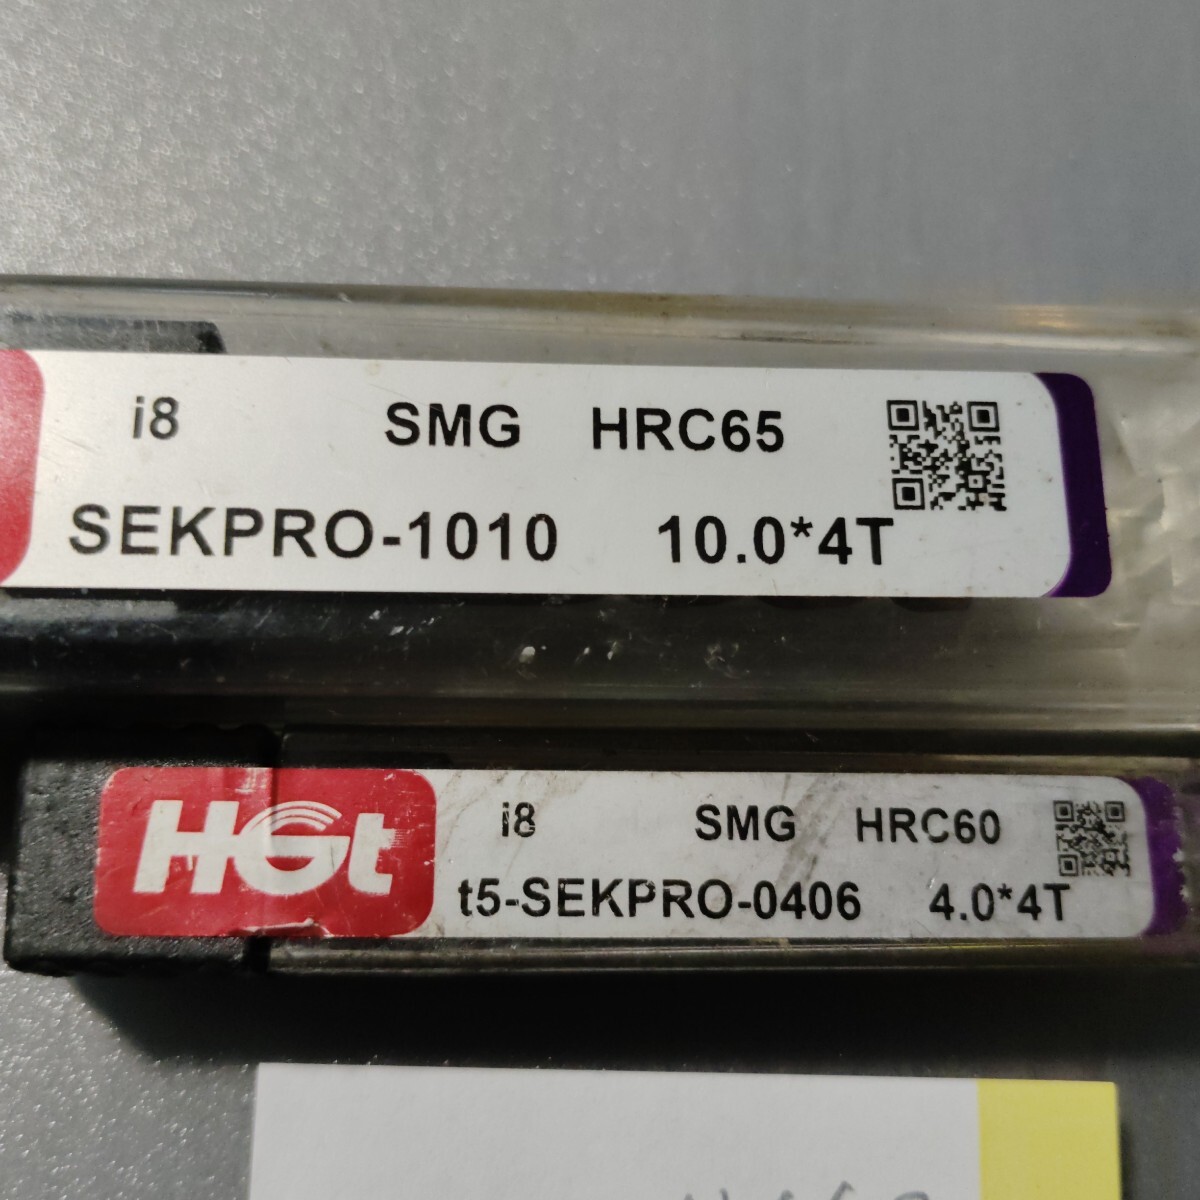 i8 SMG HRC65
SEKPRO-1010 10.0*4T
HGt
i8 SMG HRC60
t5-SEKPRO-0406 4.0*4T